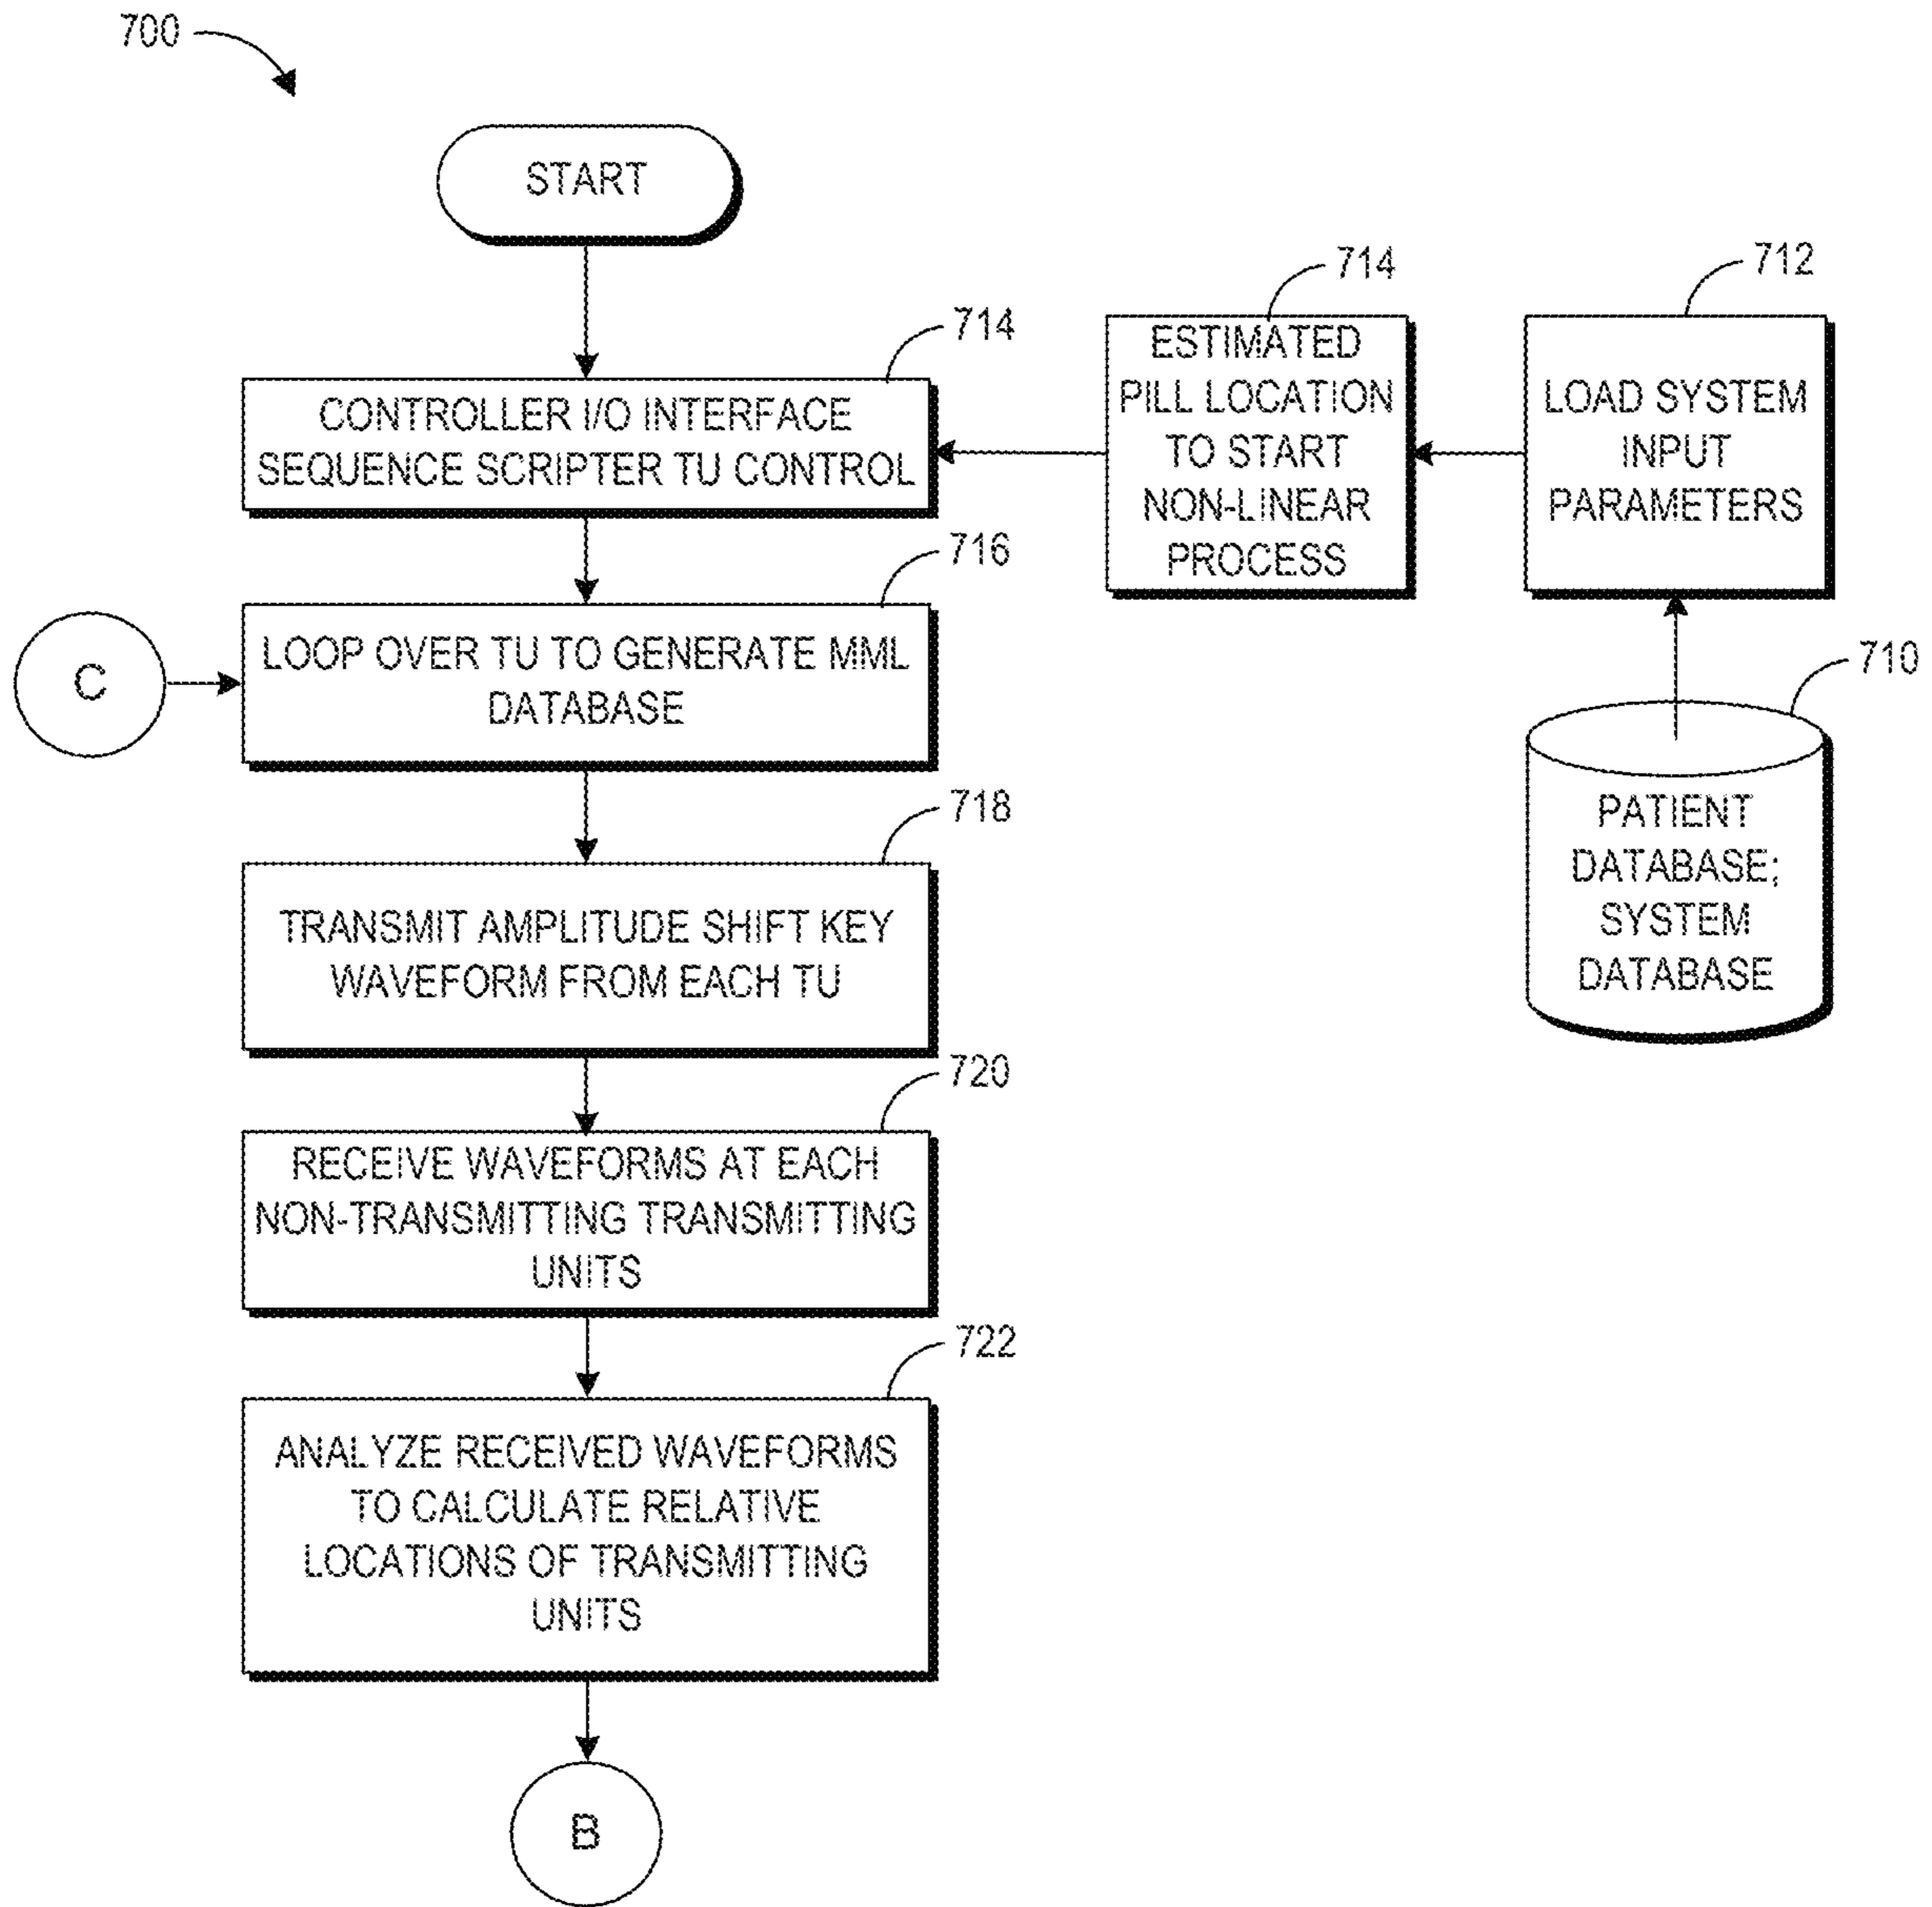 700
START
714
CONTROLLER I/O INTERFACE
SEQUENCE SCRIPTER TU CONTROL
714
ESTIMATED
PILL LOCATION
TO START
NON-LINEAR
PROCESS
712
LOAD SYSTEM
INPUT
PARAMETERS
710
PATIENT
DATABASE;
SYSTEM
DATABASE
C
716
LOOP OVER TU TO GENERATE MML
DATABASE
718
TRANSMIT AMPLITUDE SHIFT KEY
WAVEFORM FROM EACH TU
720
RECEIVE WAVEFORMS AT EACH
NON-TRANSMITTING TRANSMITTING
UNITS
722
ANALYZE RECEIVED WAVEFORMS
TO CALCULATE RELATIVE
LOCATIONS OF TRANSMITTING
UNITS
B